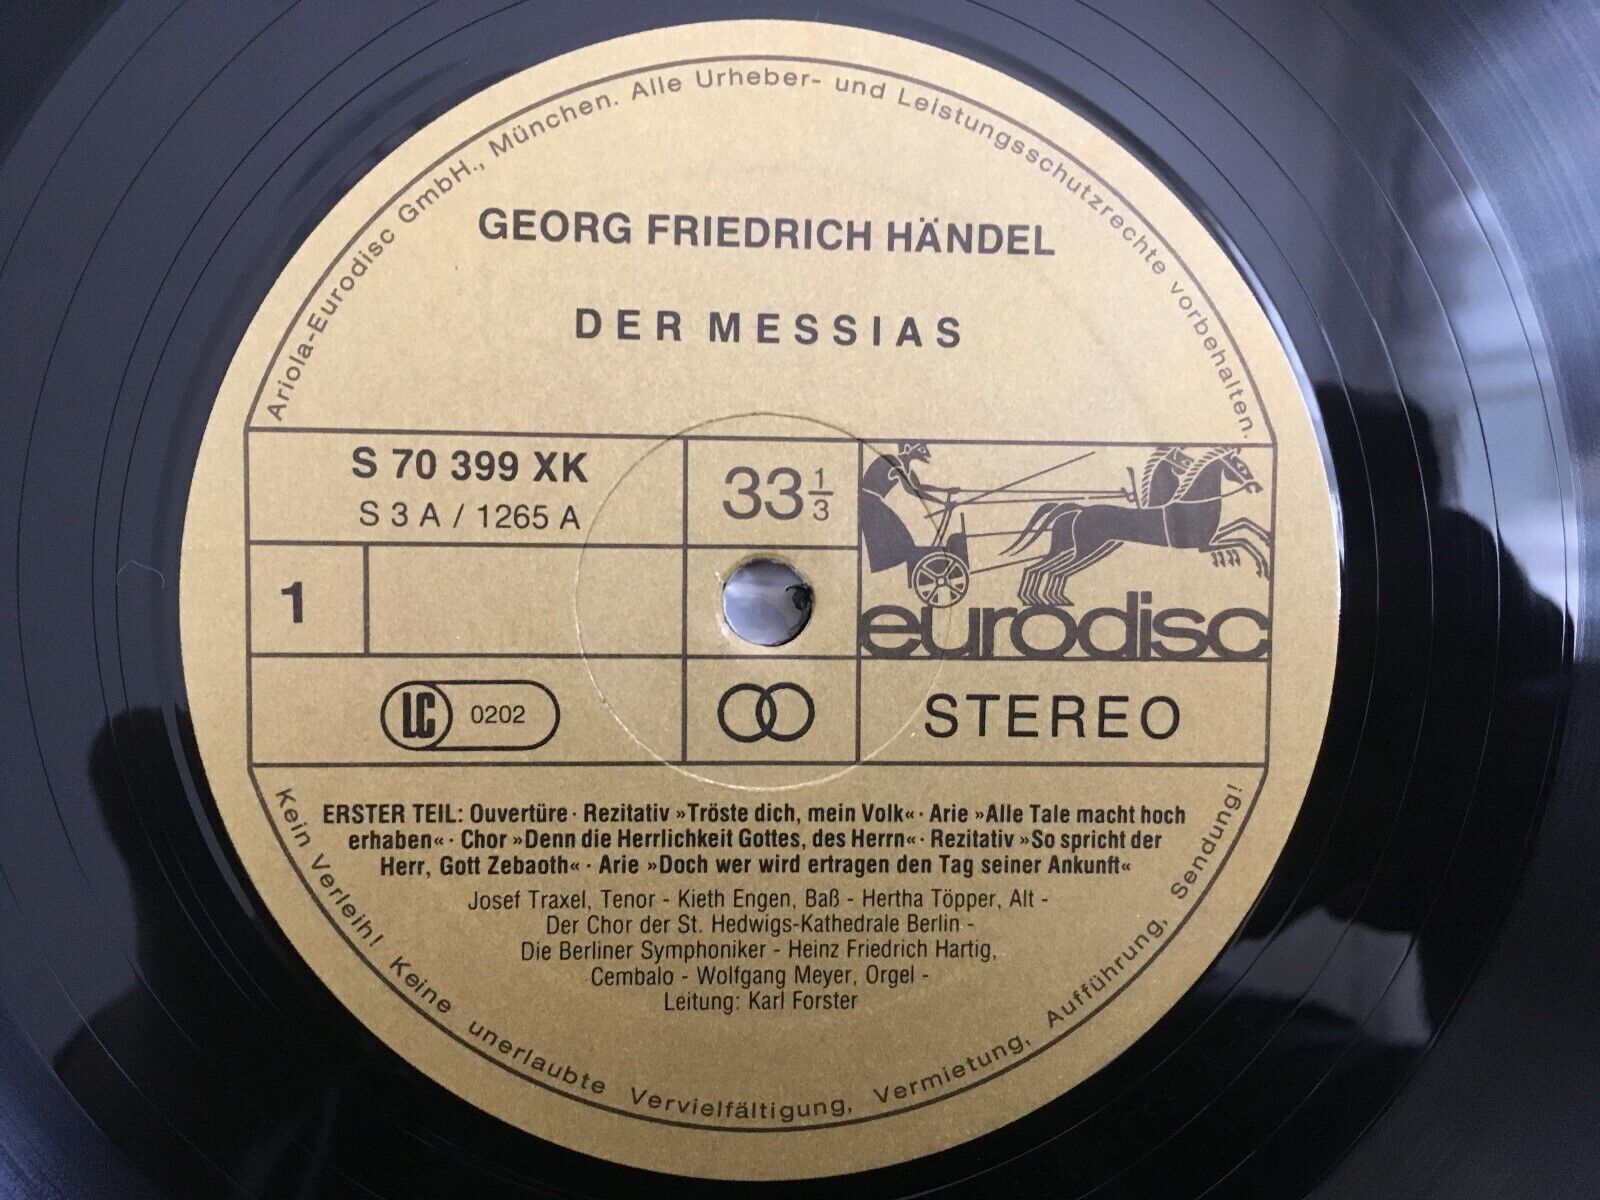 Ariola-Eurodisc GmbH., München. Alle Urheber- und Leistungsschutzrechte vorbehalten.
GEORG FRIEDRICH HÄNDEL
DER MESSIAS
S 70 399 XK
S 3 A / 1265 A
33 1/3
1
eurodisc
LC 0202
STEREO
ERSTER TEIL: Ouvertüre · Rezitativ »Tröste dich, mein Volk« · Arie »Alle Tale macht hoch
erhaben« · Chor »Denn die Herrlichkeit Gottes, des Herrn« · Rezitativ »So spricht der
Herr, Gott Zebaoth« · Arie »Doch wer wird ertragen den Tag seiner Ankunft«
Josef Traxel, Tenor - Kieth Engen, Baß - Hertha Töpper, Alt -
Der Chor der St. Hedwigs-Kathedrale Berlin -
Die Berliner Symphoniker - Heinz Friedrich Hartig,
Cembalo - Wolfgang Meyer, Orgel -
Leitung: Karl Forster
Kein Verleih! Keine unerlaubte Vervielfältigung, Vermietung, Aufführung, Sendung!